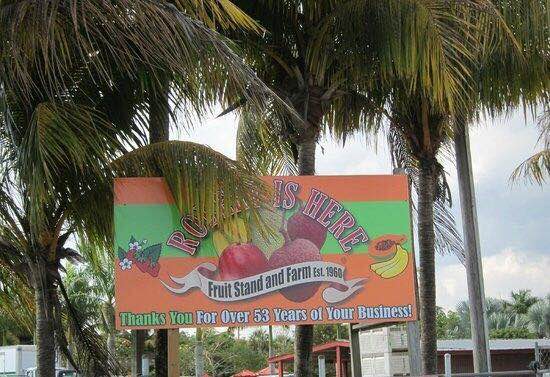 IS HERE
Fruit Stand and Farm Est. 1960
Thanks You For Over 53 Years of Your Business!